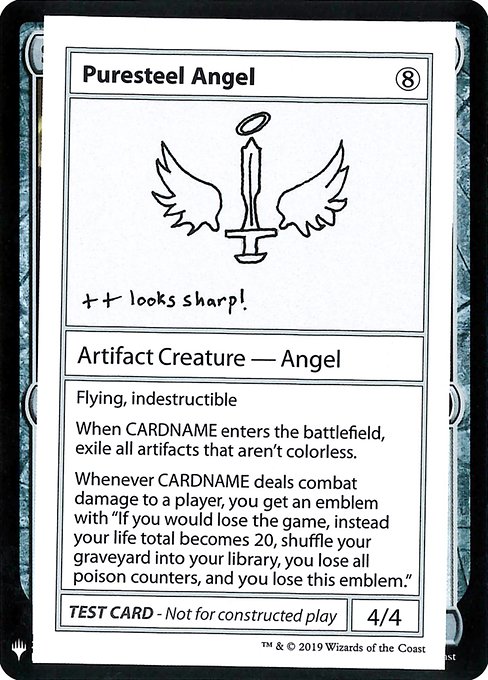 Puresteel Angel 8
++ looks sharp!
Artifact Creature — Angel
Flying, indestructible
When CARDNAME enters the battlefield,
exile all artifacts that aren't colorless.
Whenever CARDNAME deals combat
damage to a player, you get an emblem
with “If you would lose the game, instead
your life total becomes 20, shuffle your
graveyard into your library, you lose all
poison counters, and you lose this emblem.”
TEST CARD - Not for constructed play 4/4
™ & © 2019 Wizards of the Coast